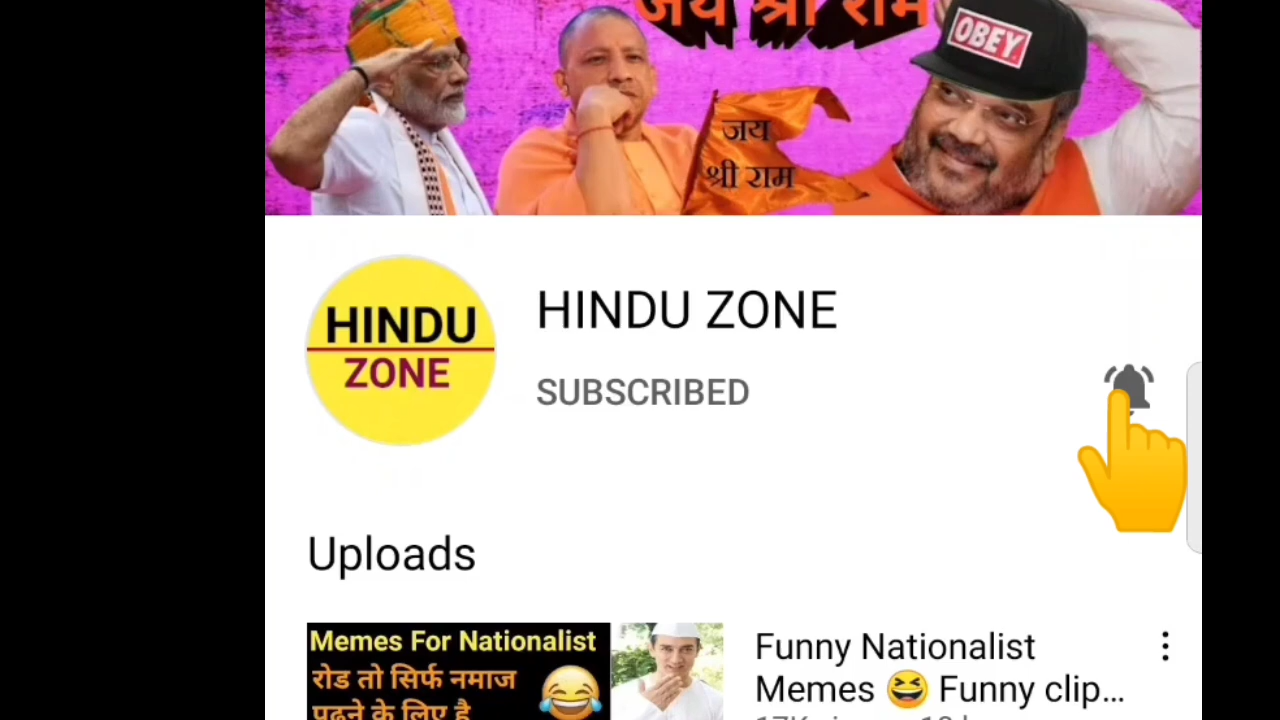 जय श्री राम
OBEY
जय
श्री राम
HINDU
ZONE
HINDU ZONE
SUBSCRIBED
Uploads
Memes For Nationalist
रोड तो सिर्फ नमाज
पढ़ने के लिए है
Funny Nationalist
Memes 😆 Funny clip...